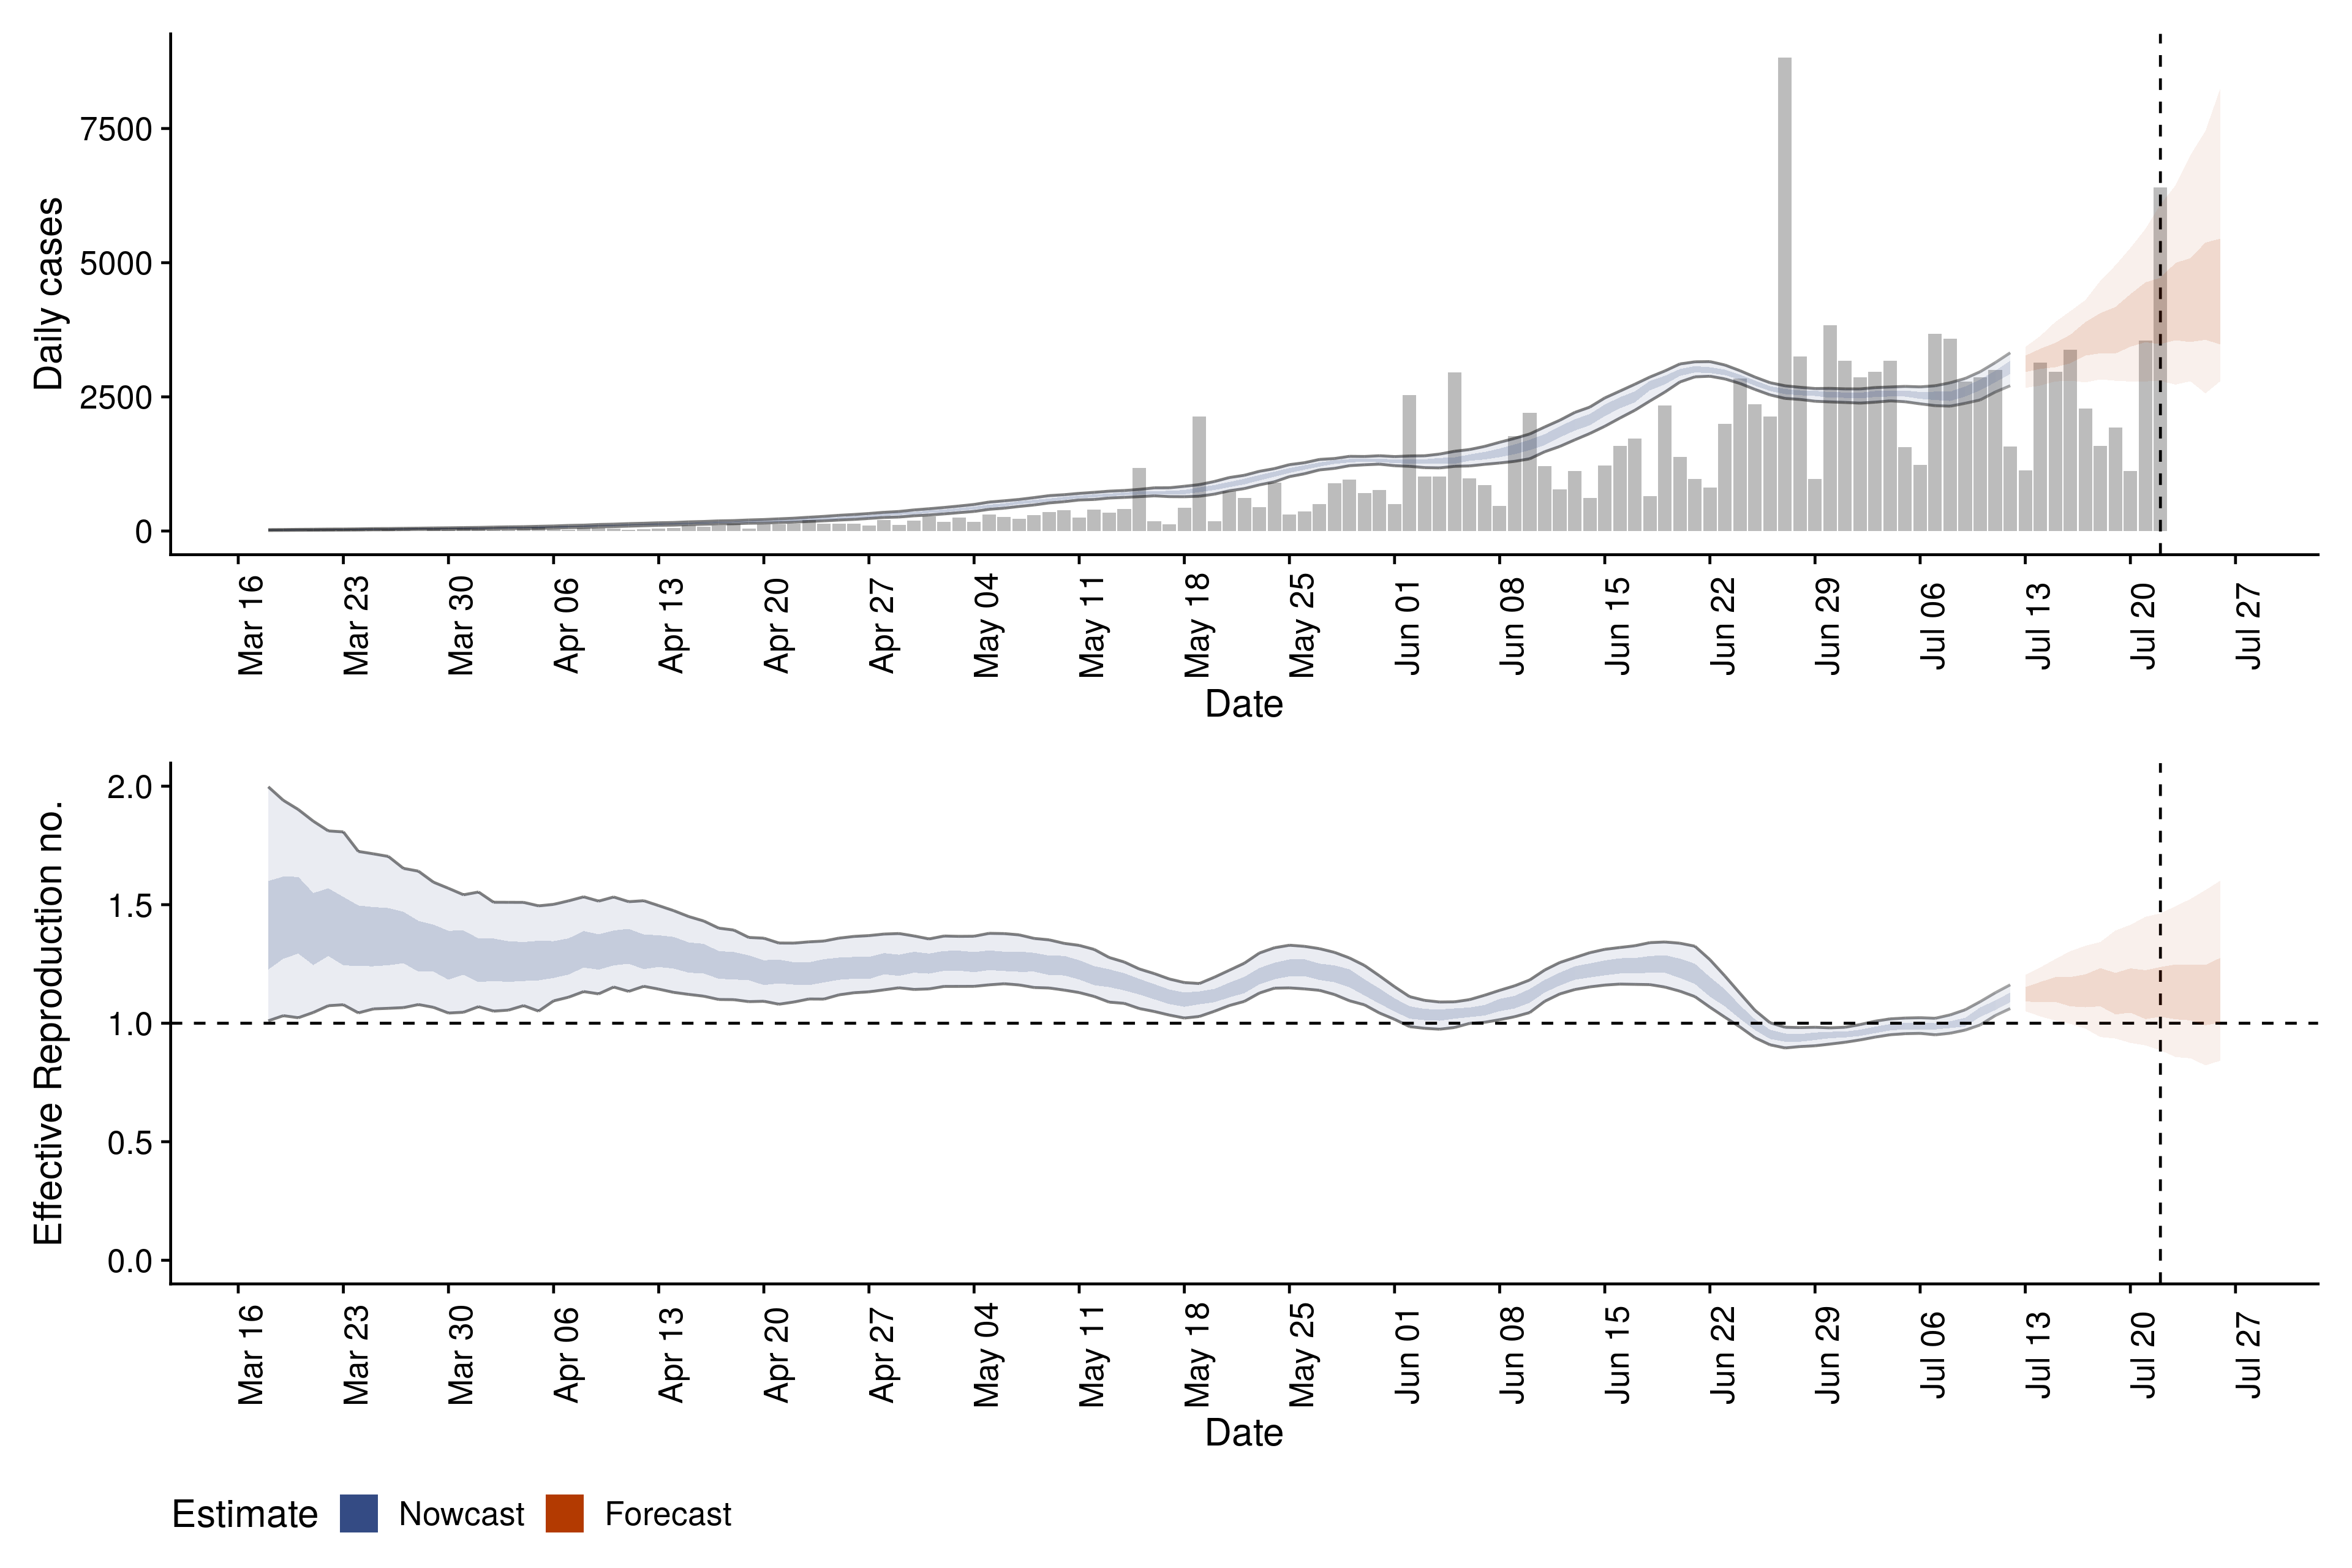 Daily cases
7500
5000
2500
0
Mar 16
Mar 23
Mar 30
Apr 06
Apr 13
Apr 20
Apr 27
May 04
May 11
May 18
May 25
Jun 01
Jun 08
Jun 15
Jun 22
Jun 29
Jul 06
Jul 13
Jul 20
Jul 27
Date
Effective Reproduction no.
2.0
1.5
1.0
0.5
0.0
Mar 16
Mar 23
Mar 30
Apr 06
Apr 13
Apr 20
Apr 27
May 04
May 11
May 18
May 25
Jun 01
Jun 08
Jun 15
Jun 22
Jun 29
Jul 06
Jul 13
Jul 20
Jul 27
Date
Estimate Nowcast Forecast